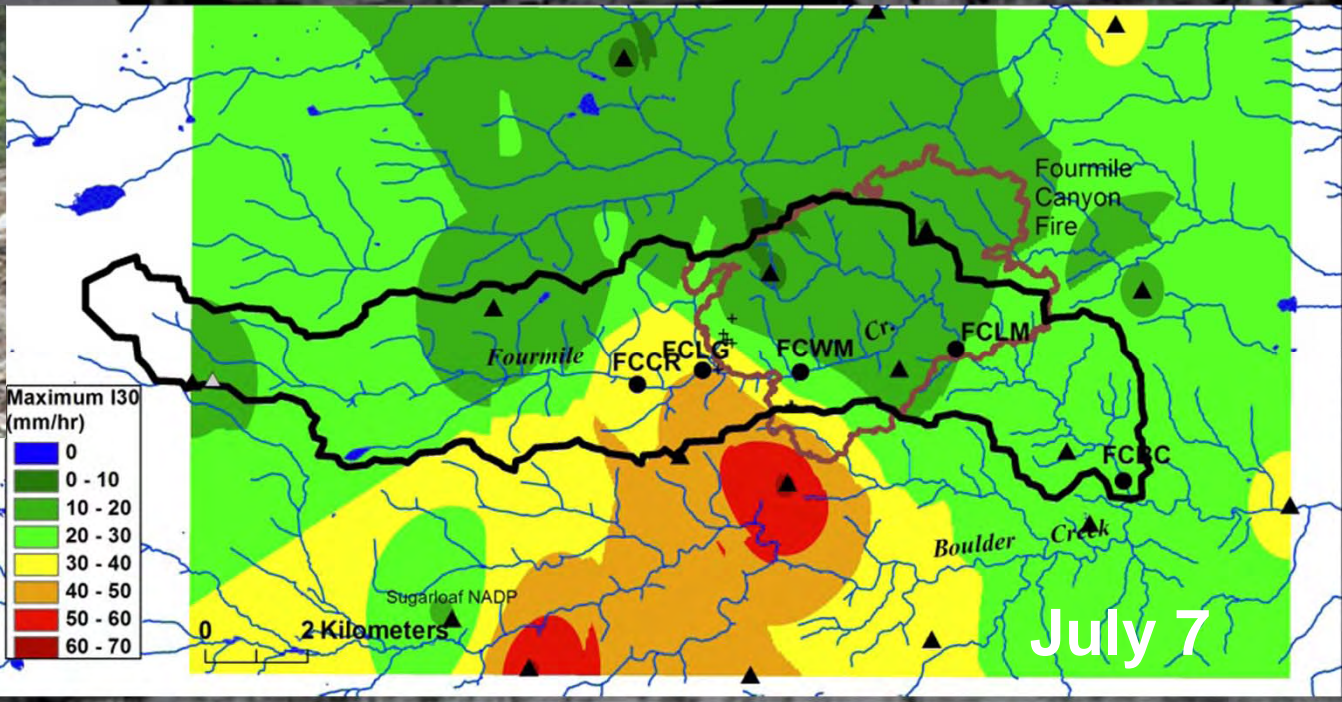 Fourmile
Canyon
Fire
Cr.
FCLM
FCWM
FCLG
FCCR
Fourmile
FCBC
Boulder Creek
Sugarloaf NADP
0 2 Kilometers
July 7
Maximum I30
(mm/hr)
0
0 - 10
10 - 20
20 - 30
30 - 40
40 - 50
50 - 60
60 - 70